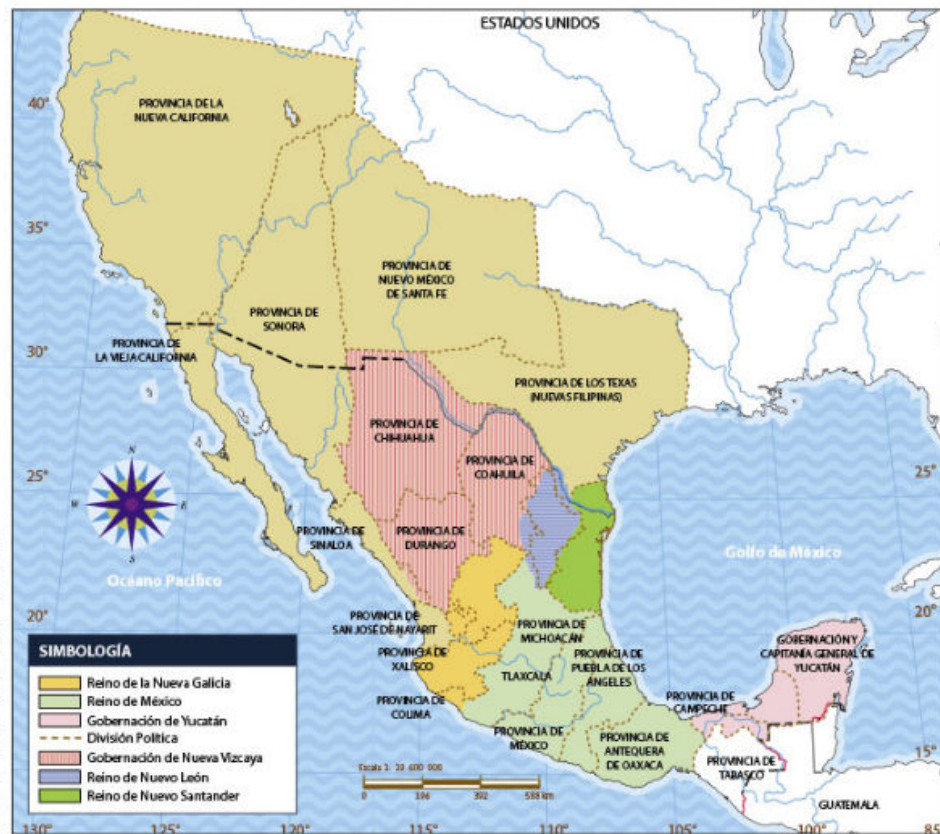 ESTADOS UNIDOS
PROVINCIA DE LA
NUEVA CALIFORNIA
40°
35°
PROVINCIA DE
NUEVO MÉXICO
DE SANTA FE
PROVINCIA DE
SONORA
PROVINCIA DE
LA VIEJA CALIFORNIA
30°
PROVINCIA DE LOS TEXAS
(NUEVAS FILIPINAS)
PROVINCIA DE
CHIHUAHUA
PROVINCIA DE
COAHUILA
25°
25°
N
W
E
S
PROVINCIA DE
SINALOA
PROVINCIA DE
DURANGO
Golfo de México
Océano Pacífico
20°
20°
PROVINCIA DE
SAN JOSÉ DE NAYARIT
PROVINCIA DE
MICHOACÁN
GOBERNACIÓN Y
CAPITANÍA GENERAL DE
YUCATÁN
PROVINCIA DE
XALISCO
TLAXCALA
PROVINCIA DE
PUEBLA DE LOS
ÁNGELES
PROVINCIA DE
COLIMA
PROVINCIA DE
CAMPECHE
PROVINCIA DE
MÉXICO
PROVINCIA DE
ANTEQUERA
DE OAXACA
15°
PROVINCIA DE
TABASCO
GUATEMALA
SIMBOLOGÍA
Reino de la Nueva Galicia
Reino de México
Gobernación de Yucatán
División Política
Gobernación de Nueva Vizcaya
Reino de Nuevo León
Reino de Nuevo Santander
0 196 392 588 km
130° 125° 120° 115° 110° 105° 100° 95° 85°